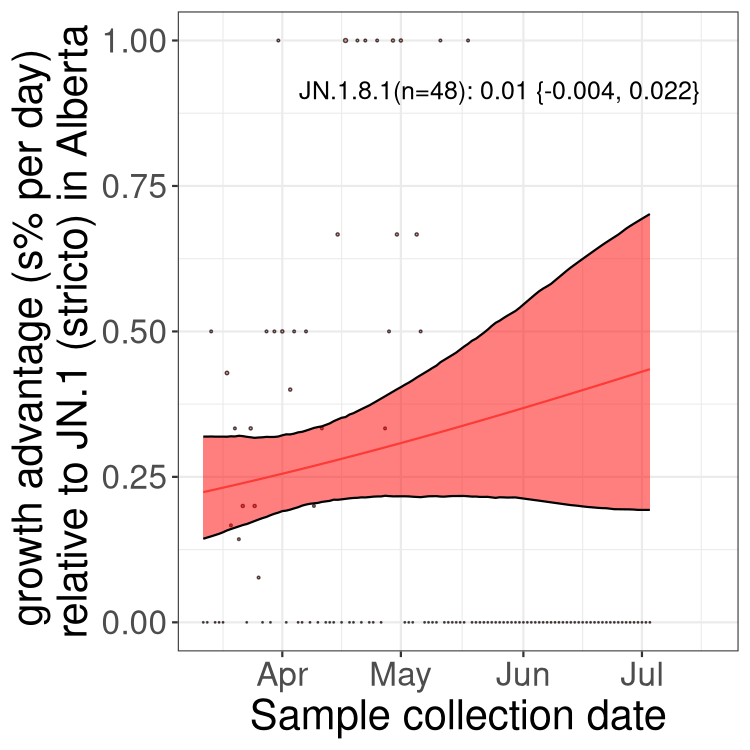 growth advantage (s% per day)
relative to JN.1 (stricto) in Alberta
1.00
0.75
0.50
0.25
0.00
JN.1.8.1(n=48): 0.01 {-0.004, 0.022}
Apr May Jun Jul
Sample collection date